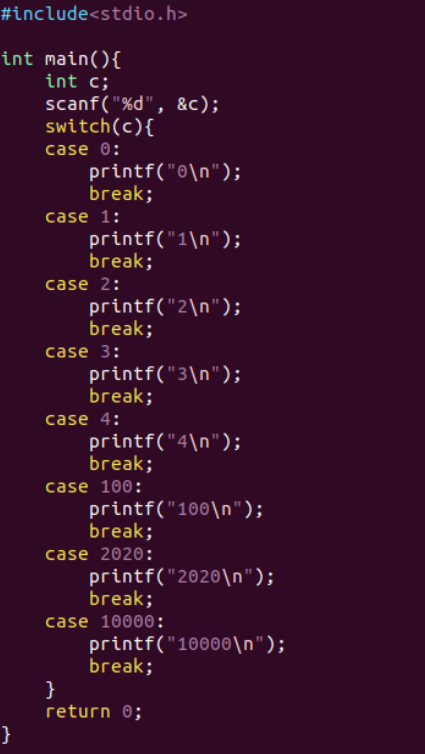 #include<stdio.h>

int main(){
    int c;
    scanf("%d", &c);
    switch(c){
    case 0:
        printf("0\n");
        break;
    case 1:
        printf("1\n");
        break;
    case 2:
        printf("2\n");
        break;
    case 3:
        printf("3\n");
        break;
    case 4:
        printf("4\n");
        break;
    case 100:
        printf("100\n");
        break;
    case 2020:
        printf("2020\n");
        break;
    case 10000:
        printf("10000\n");
        break;
    }
    return 0;
}